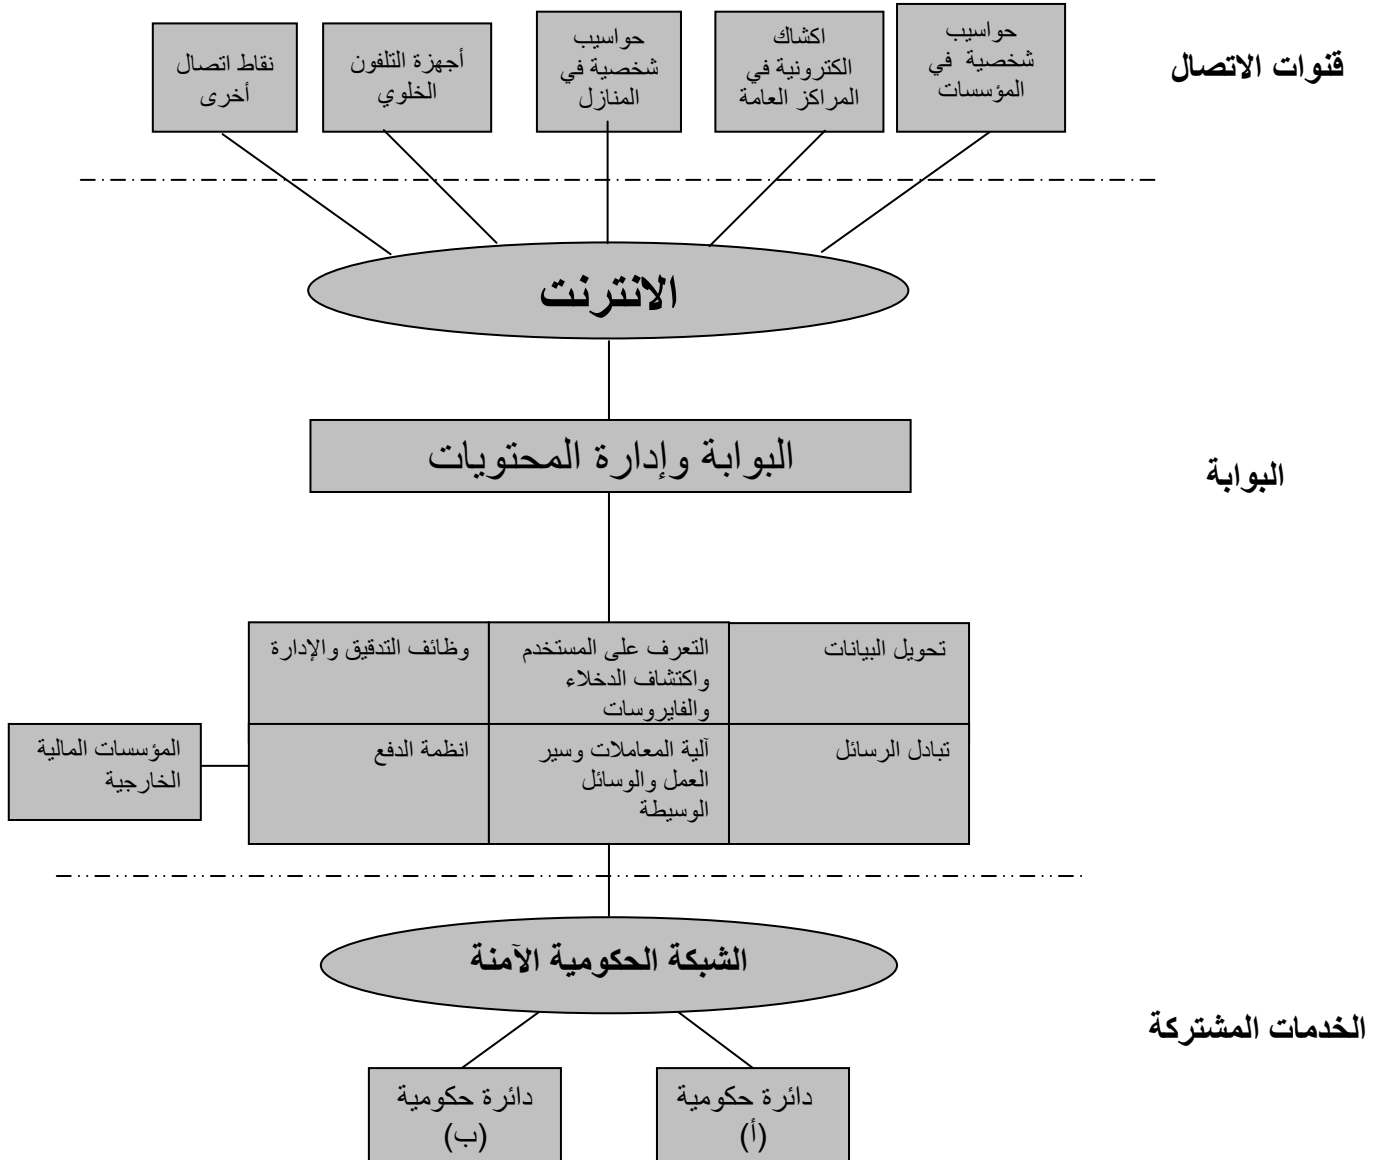 قنوات الاتصال
حواسيب
شخصية في
المؤسسات
اكشاك
الكترونية في
المراكز العامة
حواسيب
شخصية في
المنازل
أجهزة التلفون
الخلوي
نقاط اتصال
أخرى
الانترنت
البوابة وإدارة المحتويات
البوابة
تحويل البيانات
التعرف على المستخدم
واكتشاف الدخلاء
والفايروسات
وظائف التدقيق والإدارة
تبادل الرسائل
آلية المعاملات وسير
العمل والوسائل
الوسيطة
انظمة الدفع
المؤسسات المالية
الخارجية
الشبكة الحكومية الآمنة
الخدمات المشتركة
دائرة حكومية
(أ)
دائرة حكومية
(ب)